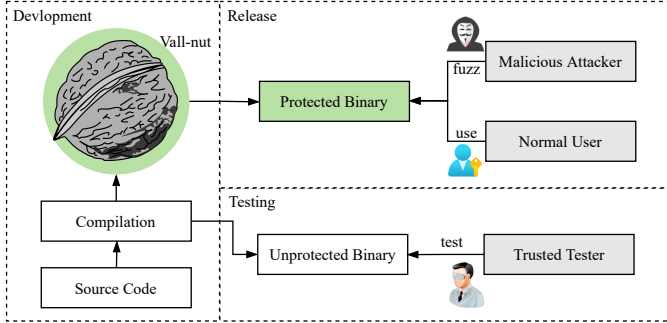 Devlopment
Vall-nut
Compilation
Source Code
Release
Protected Binary
fuzz
Malicious Attacker
use
Normal User
Testing
Unprotected Binary
test
Trusted Tester